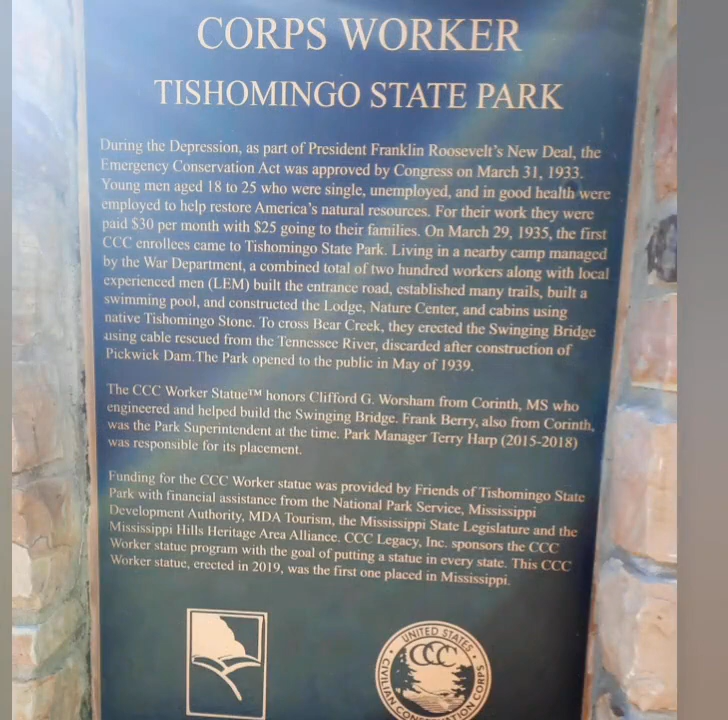 CORPS WORKER
TISHOMINGO STATE PARK
During the Depression, as part of President Franklin Roosevelt's New Deal, the
Emergency Conservation Act was approved by Congress on March 31, 1933.
Young men aged 18 to 25 who were single, unemployed, and in good health were
employed to help restore America's natural resources. For their work they were
paid $30 per month with $25 going to their families. On March 29, 1935, the first
CCC enrollees came to Tishomingo State Park. Living in a nearby camp managed
by the War Department, a combined total of two hundred workers along with local
experienced men (LEM) built the entrance road, established many trails, built a
swimming pool, and constructed the Lodge, Nature Center, and cabins using
native Tishomingo Stone. To cross Bear Creek, they erected the Swinging Bridge
using cable rescued from the Tennessee River, discarded after construction of
Pickwick Dam.The Park opened to the public in May of 1939.
The CCC Worker Statue™ honors Clifford G. Worsham from Corinth, MS who
engineered and helped build the Swinging Bridge. Frank Berry, also from Corinth,
was the Park Superintendent at the time. Park Manager Terry Harp (2015-2018)
was responsible for its placement.
Funding for the CCC Worker statue was provided by Friends of Tishomingo State
Park with financial assistance from the National Park Service, Mississippi
Development Authority, MDA Tourism, the Mississippi State Legislature and the
Mississippi Hills Heritage Area Alliance. CCC Legacy, Inc. sponsors the CCC
Worker statue program with the goal of putting a statue in every state. This CCC
Worker statue, erected in 2019, was the first one placed in Mississippi.
UNITED STATES
CCC
CIVILIAN CONSERVATION CORPS